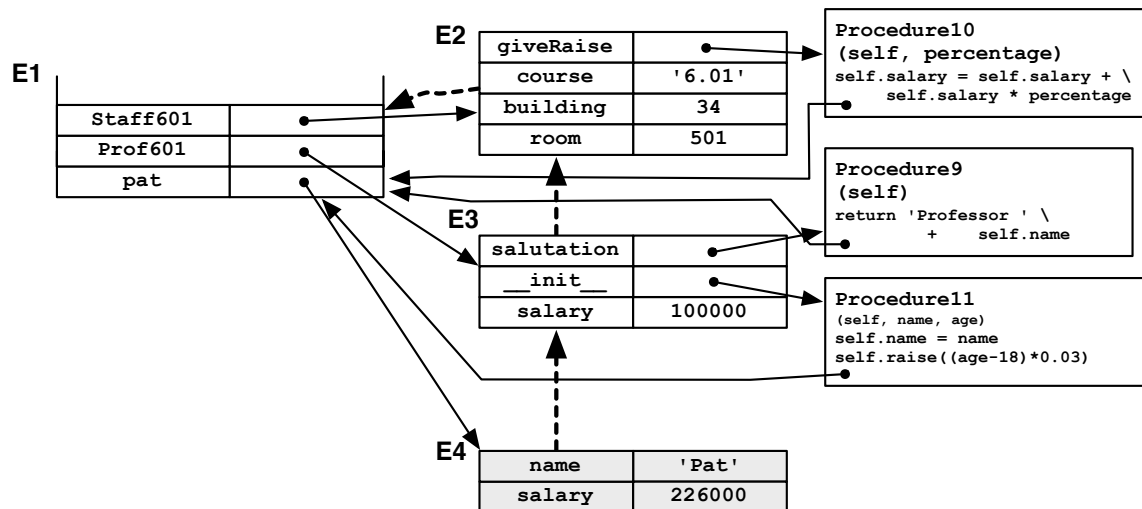 E1
Staff601
Prof601
pat
E2
giveRaise
course '6.01'
building 34
room 501
E3
salutation
__init__
salary 100000
E4
name 'Pat'
salary 226000
Procedure10
(self, percentage)
self.salary = self.salary + \
self.salary * percentage
Procedure9
(self)
return 'Professor ' \
+ self.name
Procedure11
(self, name, age)
self.name = name
self.raise((age-18)*0.03)